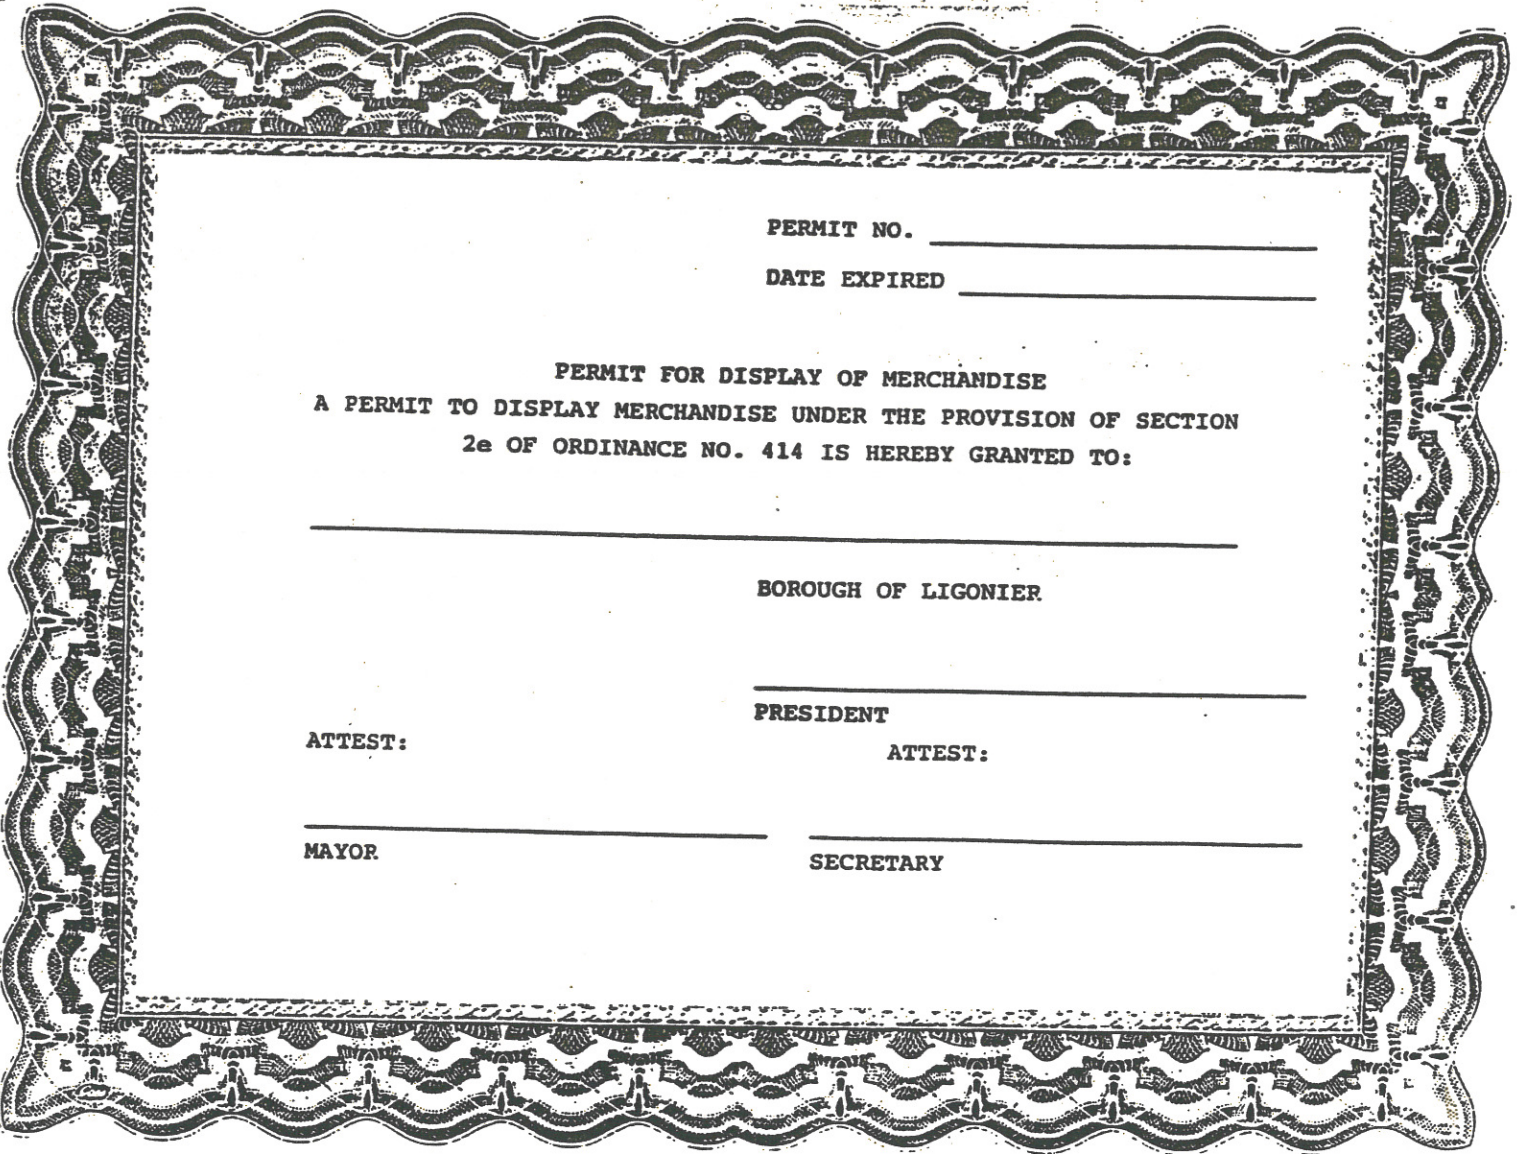 PERMIT NO.
DATE EXPIRED
PERMIT FOR DISPLAY OF MERCHANDISE
A PERMIT TO DISPLAY MERCHANDISE UNDER THE PROVISION OF SECTION
2e OF ORDINANCE NO. 414 IS HEREBY GRANTED TO:
BOROUGH OF LIGONIER
PRESIDENT
ATTEST:
ATTEST:
MAYOR
SECRETARY